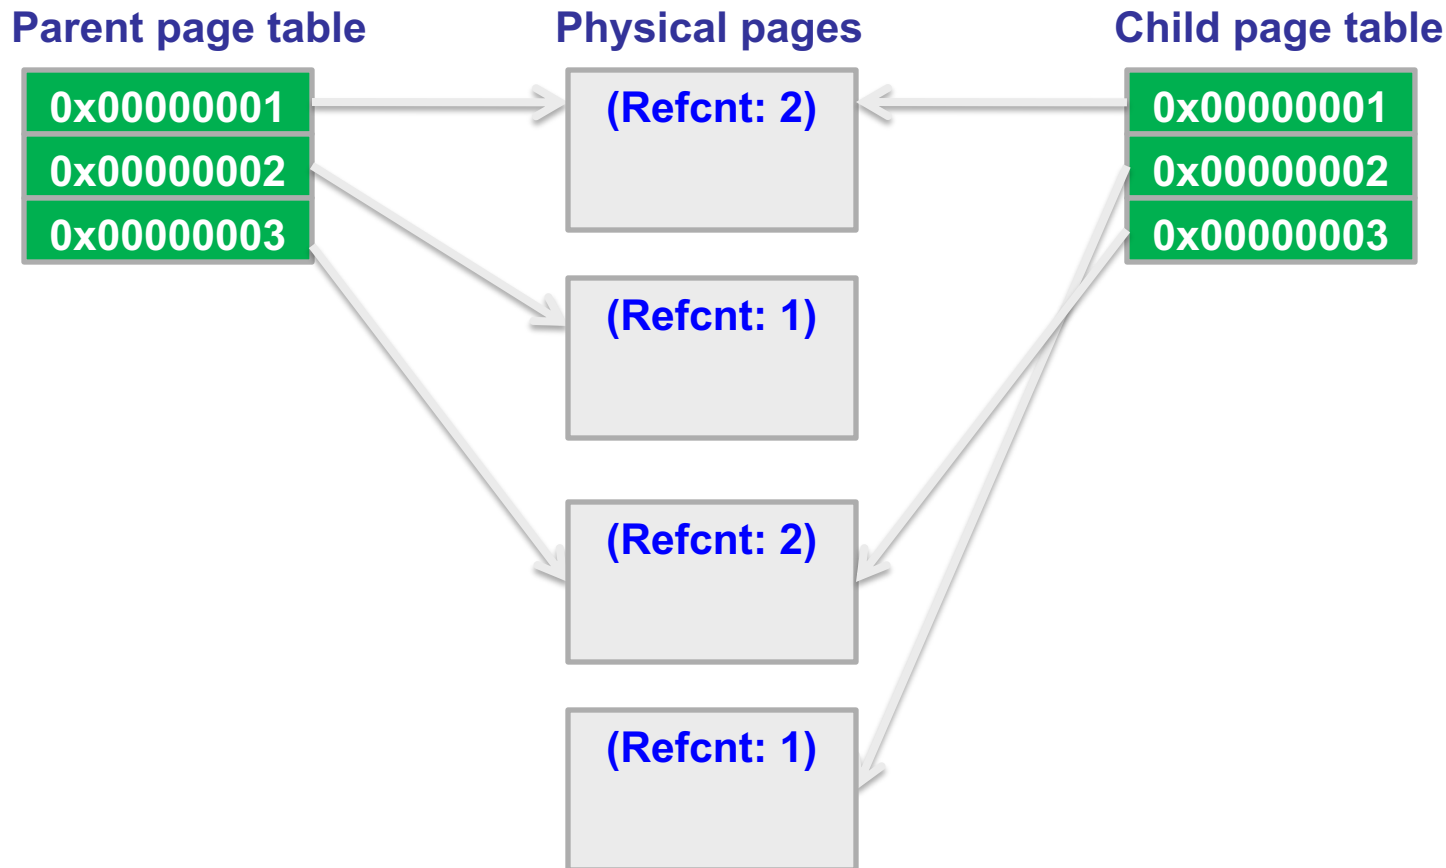 Parent page table
Physical pages
Child page table
0x00000001
0x00000002
0x00000003
(Refcnt: 2)
(Refcnt: 1)
(Refcnt: 2)
(Refcnt: 1)
0x00000001
0x00000002
0x00000003